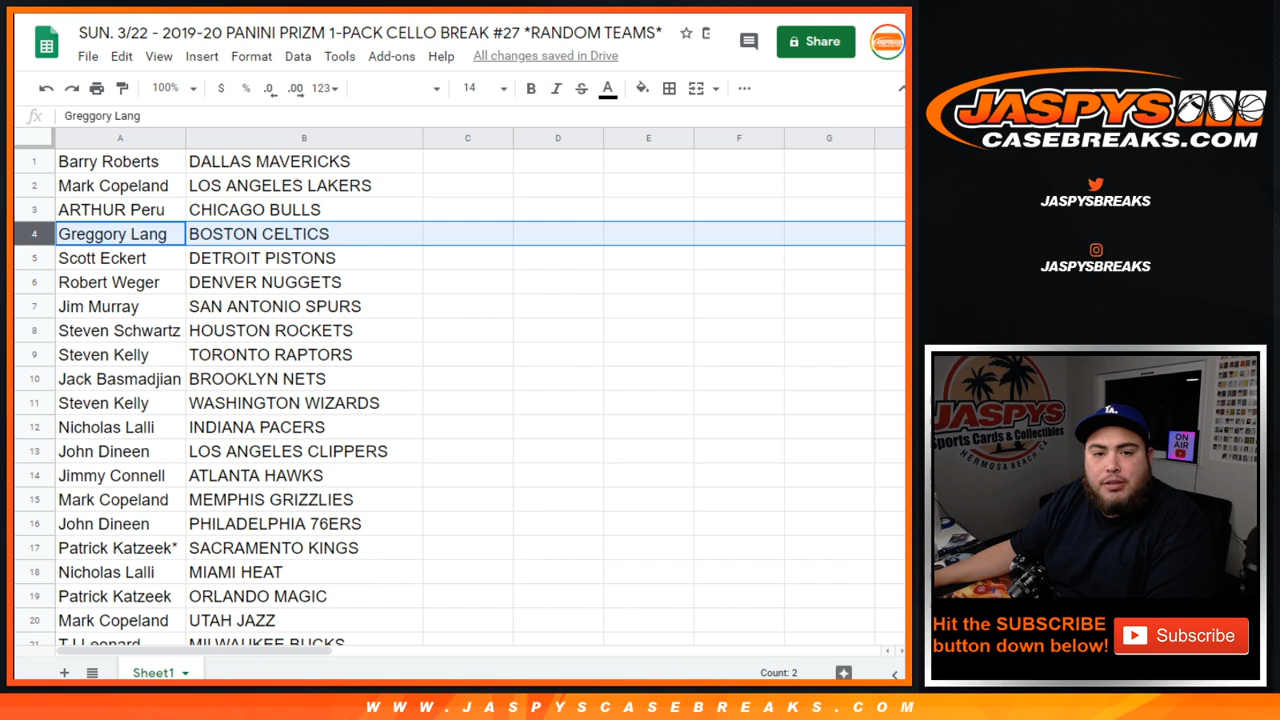 SUN. 3/22 - 2019-20 PANINI PRIZM 1-PACK CELLO BREAK #27 *RANDOM TEAMS*
File Edit View Insert Format Data Tools Add-ons Help All changes saved in Drive
Share
100% $ % .0 .00 123 14 B I S A
fx Greggory Lang
A B C D E F G
1 Barry Roberts DALLAS MAVERICKS
2 Mark Copeland LOS ANGELES LAKERS
3 ARTHUR Peru CHICAGO BULLS
4 Greggory Lang BOSTON CELTICS
5 Scott Eckert DETROIT PISTONS
6 Robert Weger DENVER NUGGETS
7 Jim Murray SAN ANTONIO SPURS
8 Steven Schwartz HOUSTON ROCKETS
9 Steven Kelly TORONTO RAPTORS
10 Jack Basmadjian BROOKLYN NETS
11 Steven Kelly WASHINGTON WIZARDS
12 Nicholas Lalli INDIANA PACERS
13 John Dineen LOS ANGELES CLIPPERS
14 Jimmy Connell ATLANTA HAWKS
15 Mark Copeland MEMPHIS GRIZZLIES
16 John Dineen PHILADELPHIA 76ERS
17 Patrick Katzeek* SACRAMENTO KINGS
18 Nicholas Lalli MIAMI HEAT
19 Patrick Katzeek ORLANDO MAGIC
20 Mark Copeland UTAH JAZZ
21 TJ Leonard MILWAUKEE BUCKS
Sheet1
Count: 2
JASPYS
CASEBREAKS.COM
JASPYSBREAKS
JASPYSBREAKS
JASPYS
Sports Cards & Collectibles
HERMOSA BEACH, CA
ON
AIR
LA
Hit the SUBSCRIBE
button down below!
Subscribe
WWW.JASPYSCASEBREAKS.COM